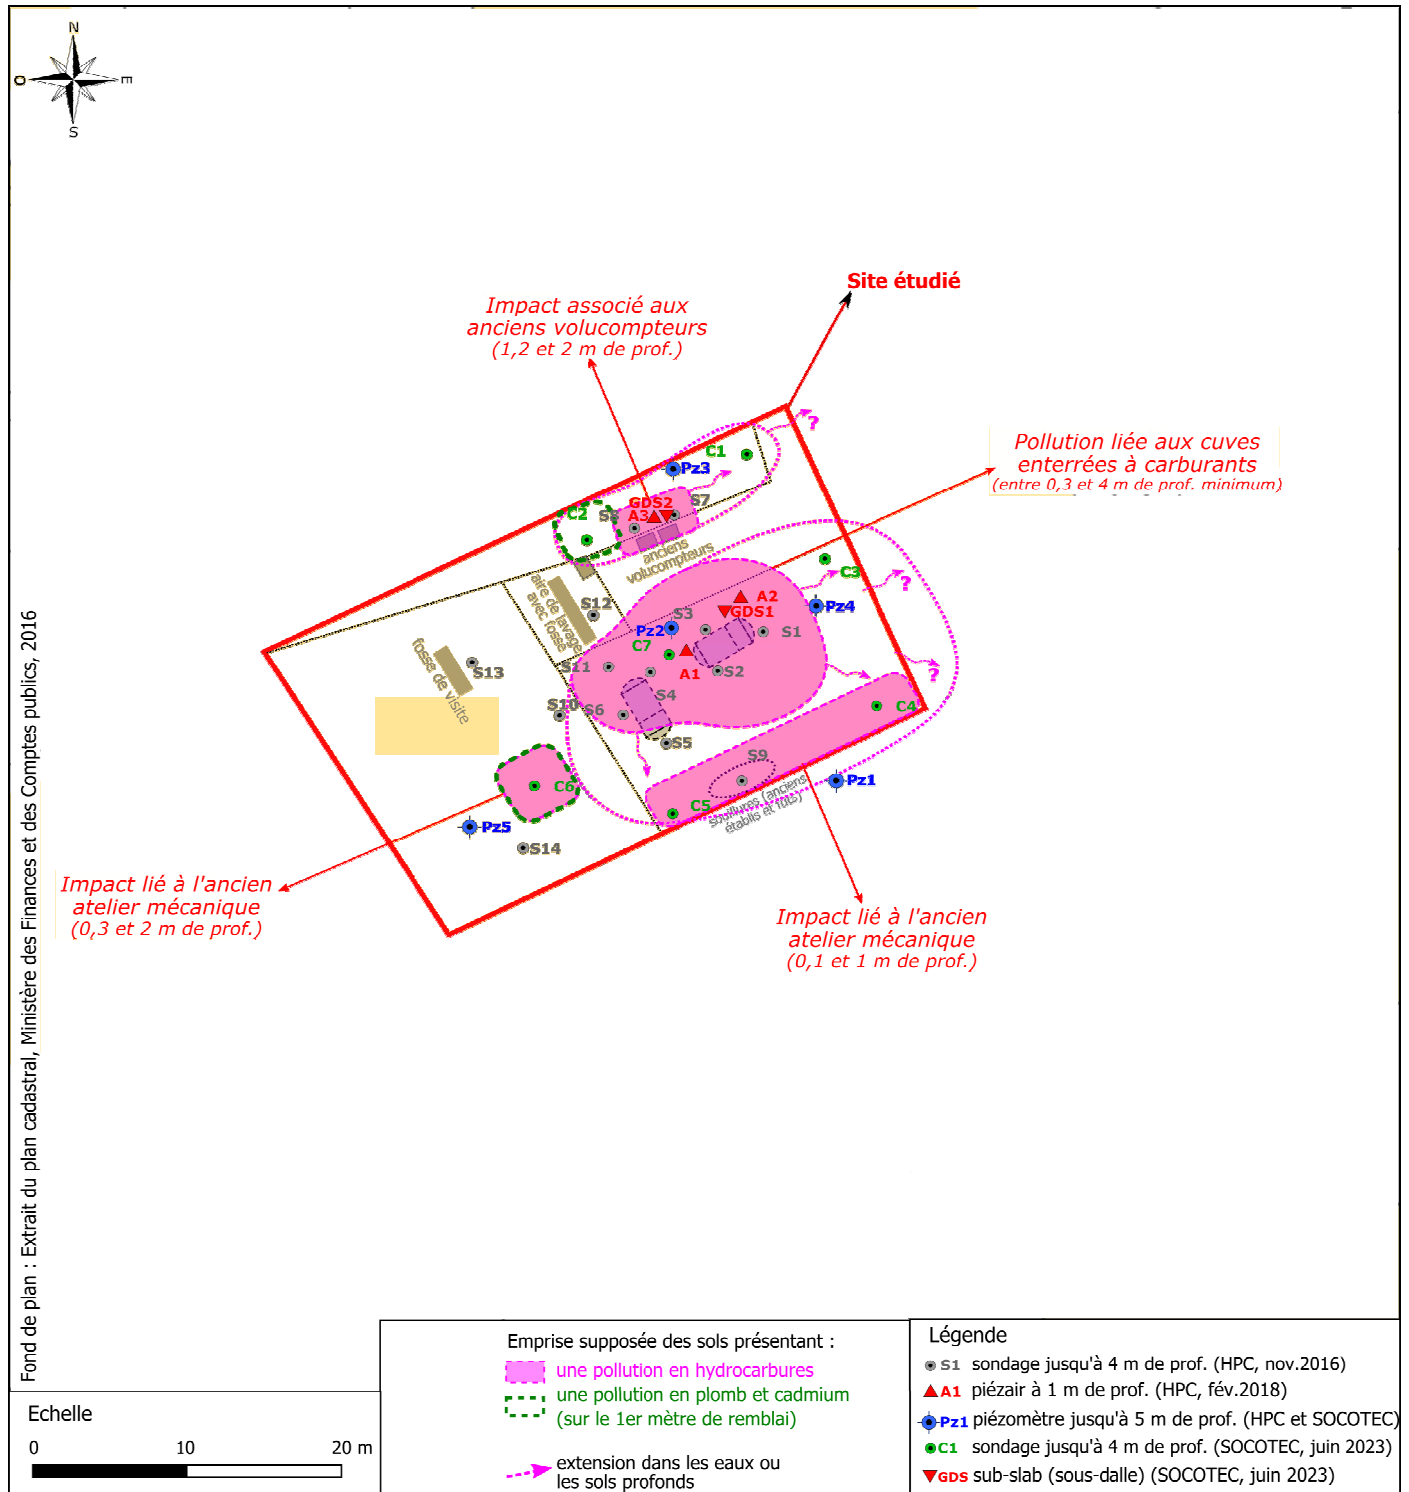 N
O
E
S
Site étudié
Impact associé aux
anciens volucompteurs
(1,2 et 2 m de prof.)
Pollution liée aux cuves
enterrées à carburants
(entre 0,3 et 4 m de prof. minimum)
C1
?
Pz3
GDS2
S7
C2
S8
A3
anciens
volucompteurs
C3
?
aire de lavage
avec fosse
S12
A2
GDS1
Pz4
S3
Pz2
S1
C7
S11
A1
S2
?
fosse de visite
S13
S4
S10
S6
C4
S5
S9
Pz1
C6
C5
souillures (anciens
établis et fûts)
Pz5
S14
Impact lié à l'ancien
atelier mécanique
(0,3 et 2 m de prof.)
Impact lié à l'ancien
atelier mécanique
(0,1 et 1 m de prof.)
Fond de plan : Extrait du plan cadastral, Ministère des Finances et des Comptes publics, 2016
Echelle
0 10 20 m
Emprise supposée des sols présentant :
une pollution en hydrocarbures
une pollution en plomb et cadmium
(sur le 1er mètre de remblai)
extension dans les eaux ou
les sols profonds
Légende
S1 sondage jusqu'à 4 m de prof. (HPC, nov.2016)
A1 piézair à 1 m de prof. (HPC, fév.2018)
Pz1 piézomètre jusqu'à 5 m de prof. (HPC et SOCOTEC)
C1 sondage jusqu'à 4 m de prof. (SOCOTEC, juin 2023)
GDS sub-slab (sous-dalle) (SOCOTEC, juin 2023)